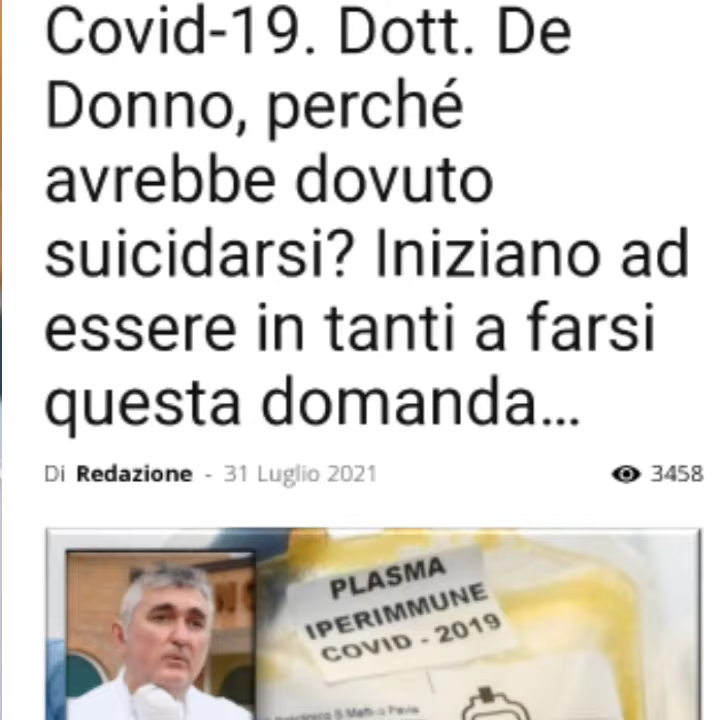 Covid-19. Dott. De
Donno, perché
avrebbe dovuto
suicidarsi? Iniziano ad
essere in tanti a farsi
questa domanda...
Di Redazione - 31 Luglio 2021 3458
PLASMA
IPERIMMUNE
COVID - 2019